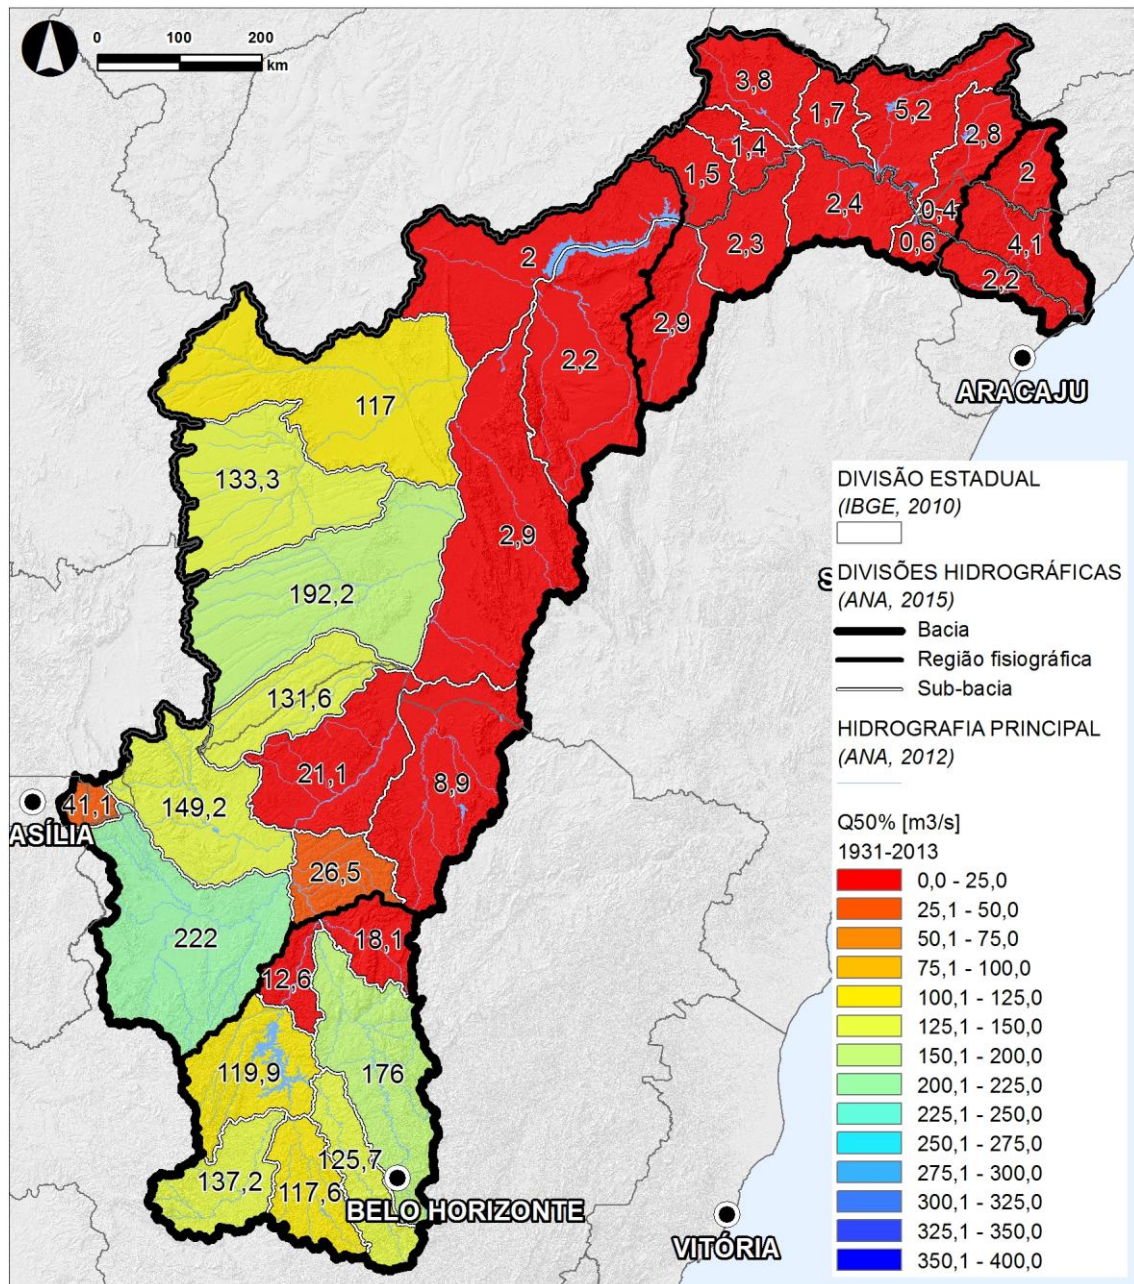 0 100 200
km
3,8
1,7
5,2
2,8
1,4
1,5
2
2,4
0,4
2,3
0,6
4,1
2
2,2
2,9
2,2
ARACAJU
117
133,3
2,9
192,2
131,6
21,1
8,9
41,1
149,2
ASÍLIA
26,5
222
18,1
12,6
119,9
176
125,7
137,2
117,6
BELO HORIZONTE
VITÓRIA
S
DIVISÃO ESTADUAL
(IBGE, 2010)
DIVISÕES HIDROGRÁFICAS
(ANA, 2015)
Bacia
Região fisiográfica
Sub-bacia
HIDROGRAFIA PRINCIPAL
(ANA, 2012)
Q50% [m3/s]
1931-2013
0,0 - 25,0
25,1 - 50,0
50,1 - 75,0
75,1 - 100,0
100,1 - 125,0
125,1 - 150,0
150,1 - 200,0
200,1 - 225,0
225,1 - 250,0
250,1 - 275,0
275,1 - 300,0
300,1 - 325,0
325,1 - 350,0
350,1 - 400,0